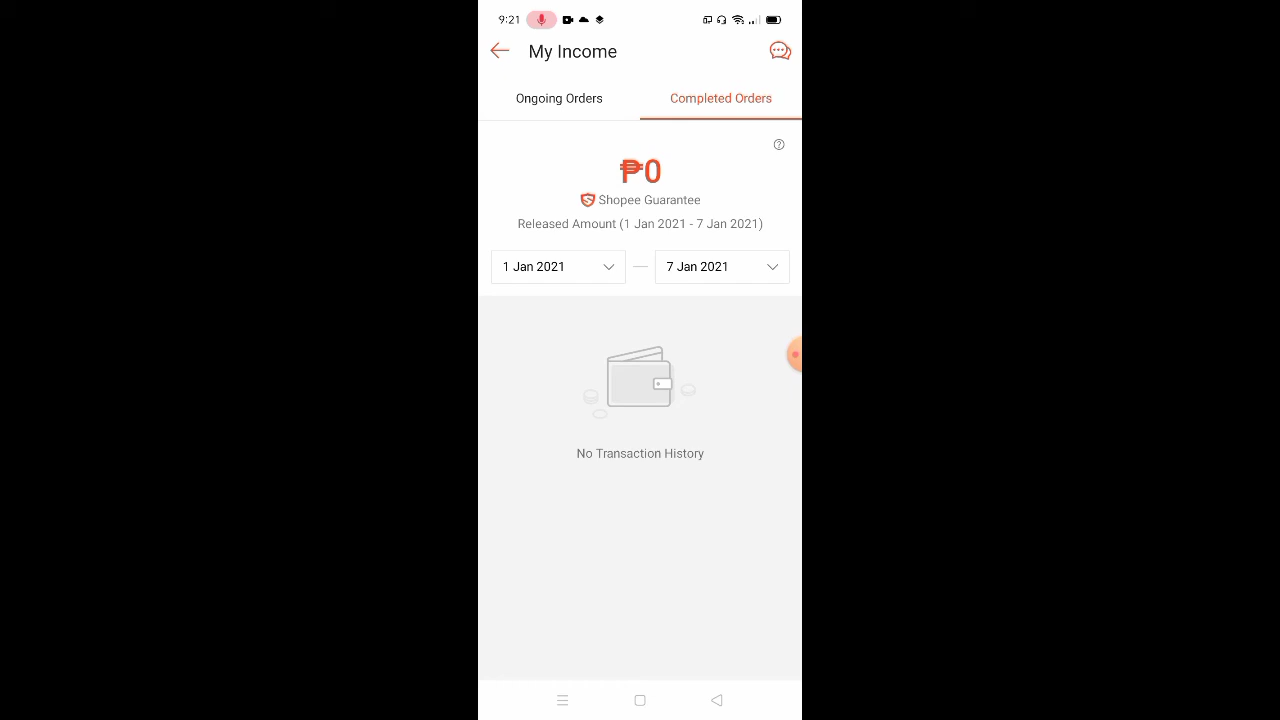 9:21
My Income
Ongoing Orders
Completed Orders
₱0
Shopee Guarantee
Released Amount (1 Jan 2021 - 7 Jan 2021)
1 Jan 2021
7 Jan 2021
No Transaction History